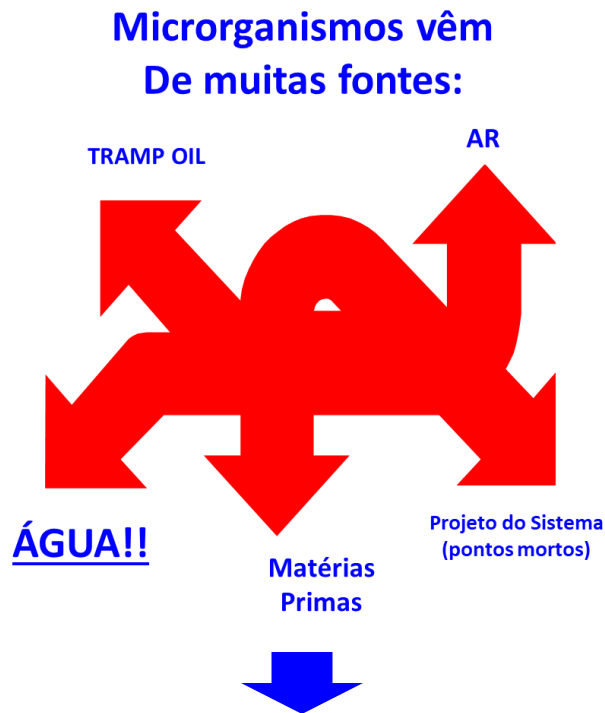 Microrganismos vêm
De muitas fontes:
AR
TRAMP OIL
ÁGUA!!
Projeto do Sistema
(pontos mortos)
Matérias
Primas